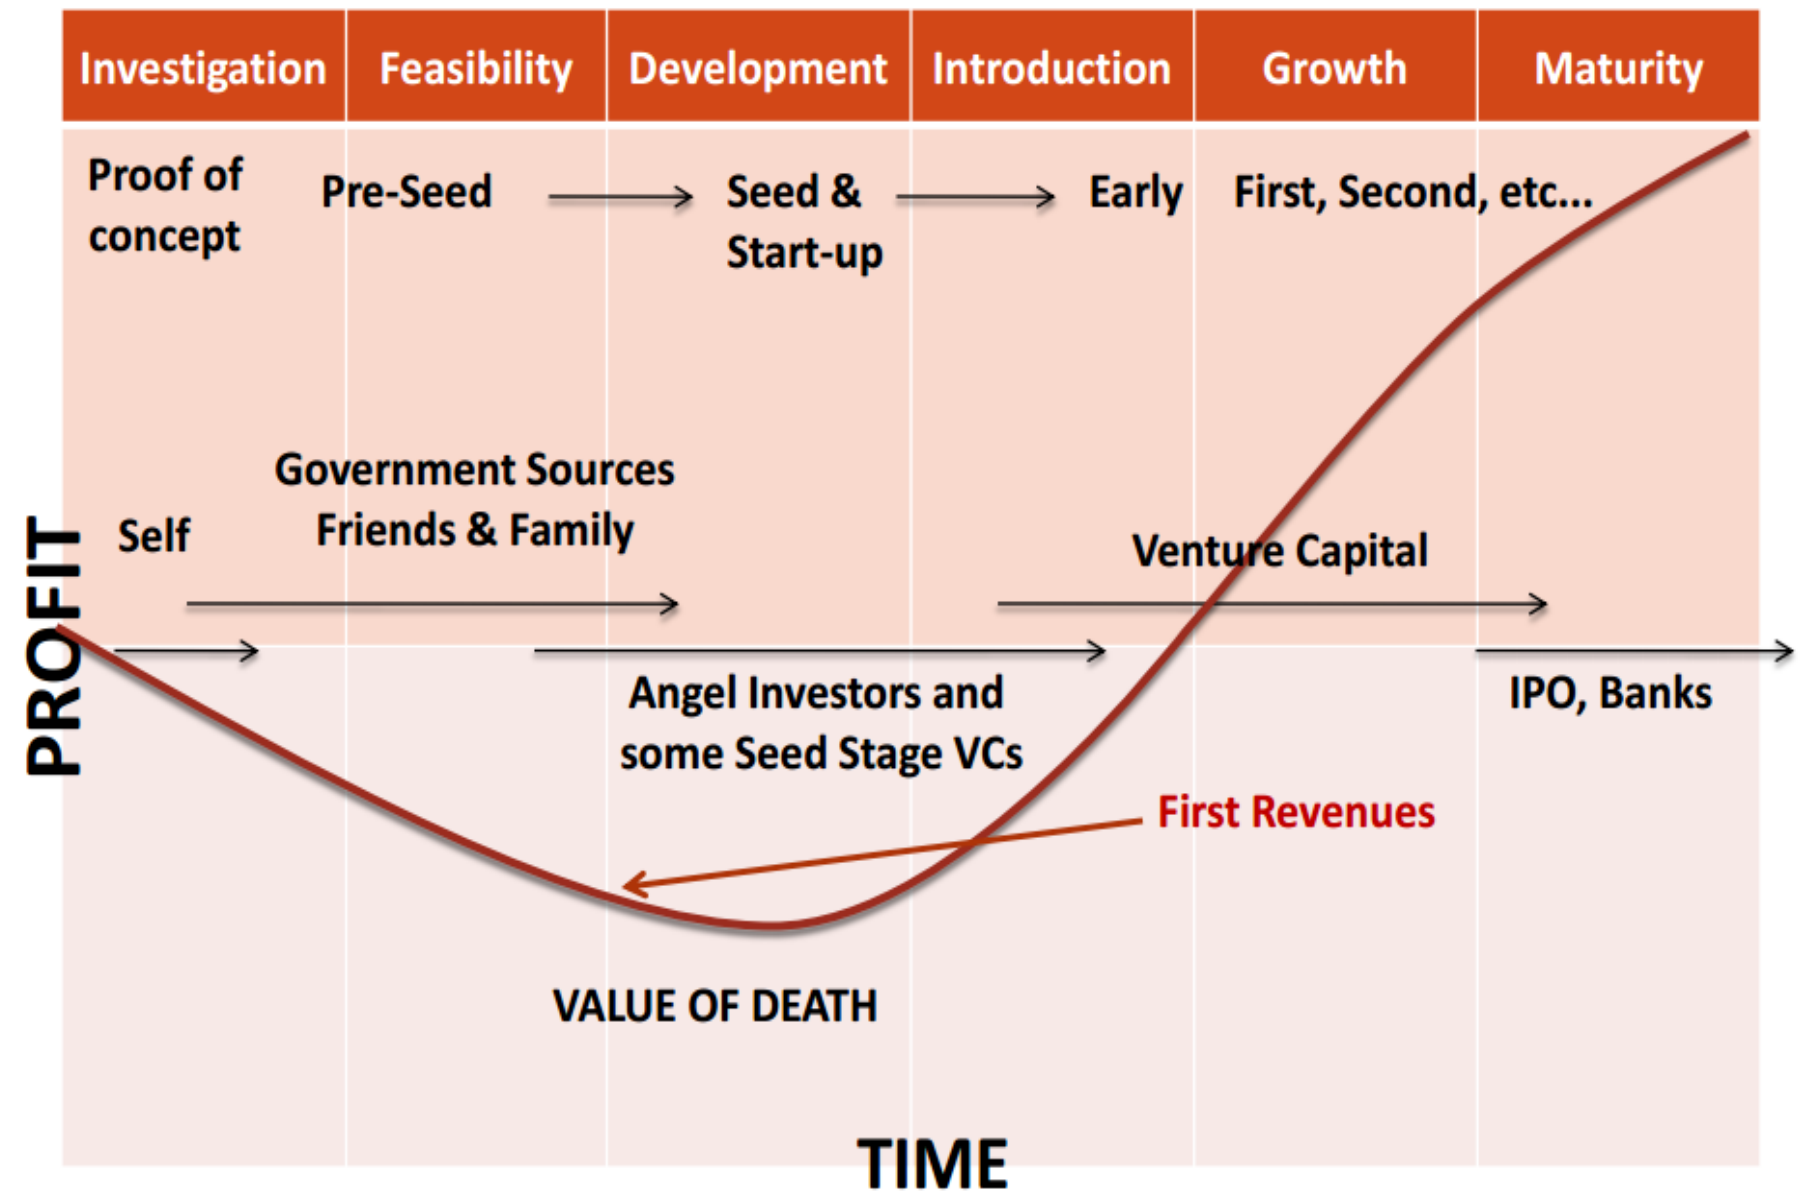 Investigation
Feasibility
Development
Introduction
Growth
Maturity
Proof of
concept
Pre-Seed
Seed &
Start-up
Early
First, Second, etc...
Government Sources
Friends & Family
Self
Venture Capital
PROFIT
Angel Investors and
some Seed Stage VCs
IPO, Banks
First Revenues
VALUE OF DEATH
TIME